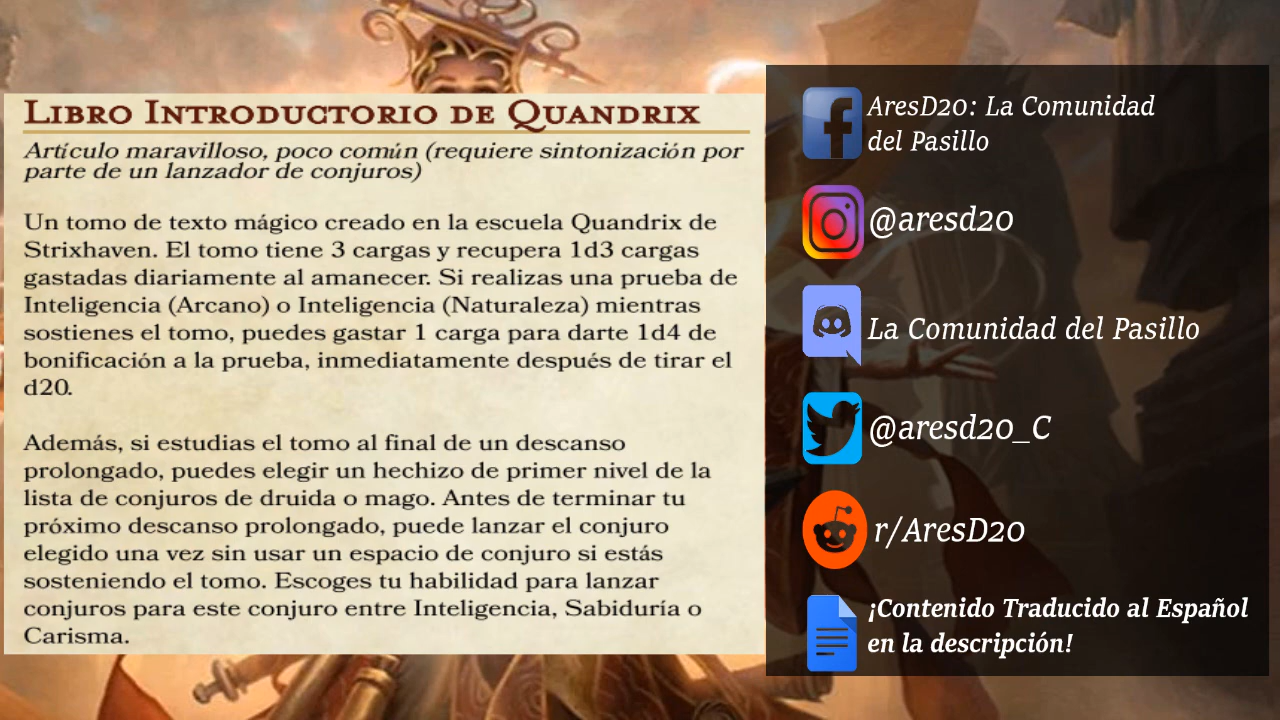 Libro Introductorio de Quandrix
Artículo maravilloso, poco común (requiere sintonización por
parte de un lanzador de conjuros)
Un tomo de texto mágico creado en la escuela Quandrix de
Strixhaven. El tomo tiene 3 cargas y recupera 1d3 cargas
gastadas diariamente al amanecer. Si realizas una prueba de
Inteligencia (Arcano) o Inteligencia (Naturaleza) mientras
sostienes el tomo, puedes gastar 1 carga para darte 1d4 de
bonificación a la prueba, inmediatamente después de tirar el
d20.
Además, si estudias el tomo al final de un descanso
prolongado, puedes elegir un hechizo de primer nivel de la
lista de conjuros de druida o mago. Antes de terminar tu
próximo descanso prolongado, puede lanzar el conjuro
elegido una vez sin usar un espacio de conjuro si estás
sosteniendo el tomo. Escoges tu habilidad para lanzar
conjuros para este conjuro entre Inteligencia, Sabiduría o
Carisma.
AresD20: La Comunidad
del Pasillo
@aresd20
La Comunidad del Pasillo
@aresd20_C
r/AresD20
¡Contenido Traducido al Español
en la descripción!